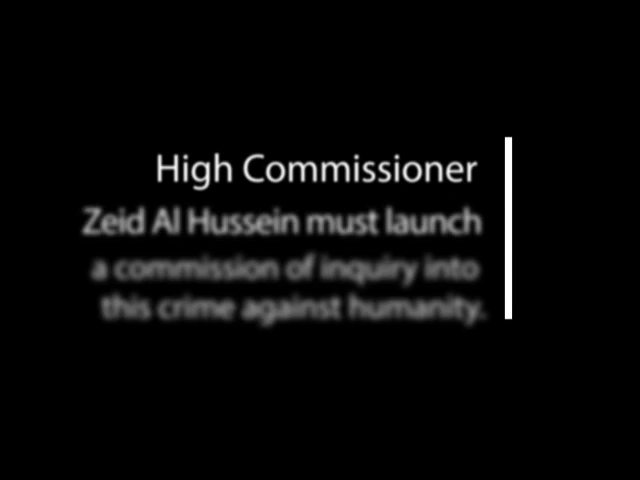 High Commissioner
Zeid Al Hussein must launch
a commission of inquiry into
this crime against humanity.